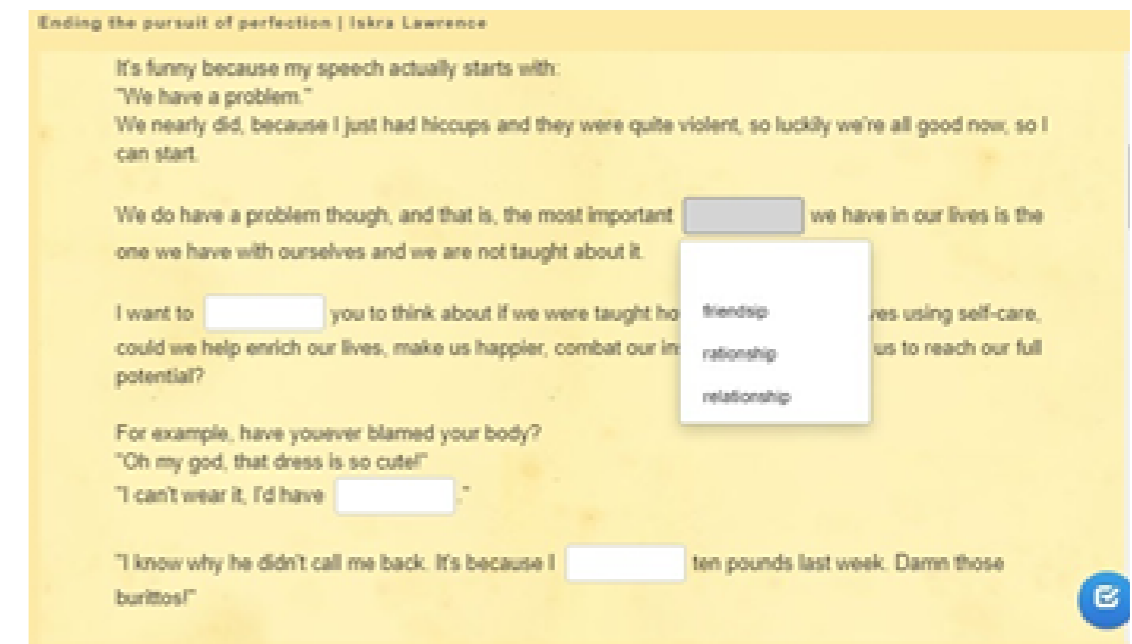 Ending the pursuit of perfection | Iskra Lawrence
It's funny because my speech actually starts with:
"We have a problem."
We nearly did, because I just had hiccups and they were quite violent, so luckily we're all good now, so I
can start.
We do have a problem though, and that is, the most important we have in our lives is the
one we have with ourselves and we are not taught about it.
I want to you to think about if we were taught ho ves using self-care,
could we help enrich our lives, make us happier, combat our in us to reach our full
potential?
friendsip
rationship
relationship
For example, have youever blamed your body?
"Oh my god, that dress is so cute!"
"I can't wear it, I'd have ."
"I know why he didn't call me back. It's because I ten pounds last week. Damn those
burittos!"